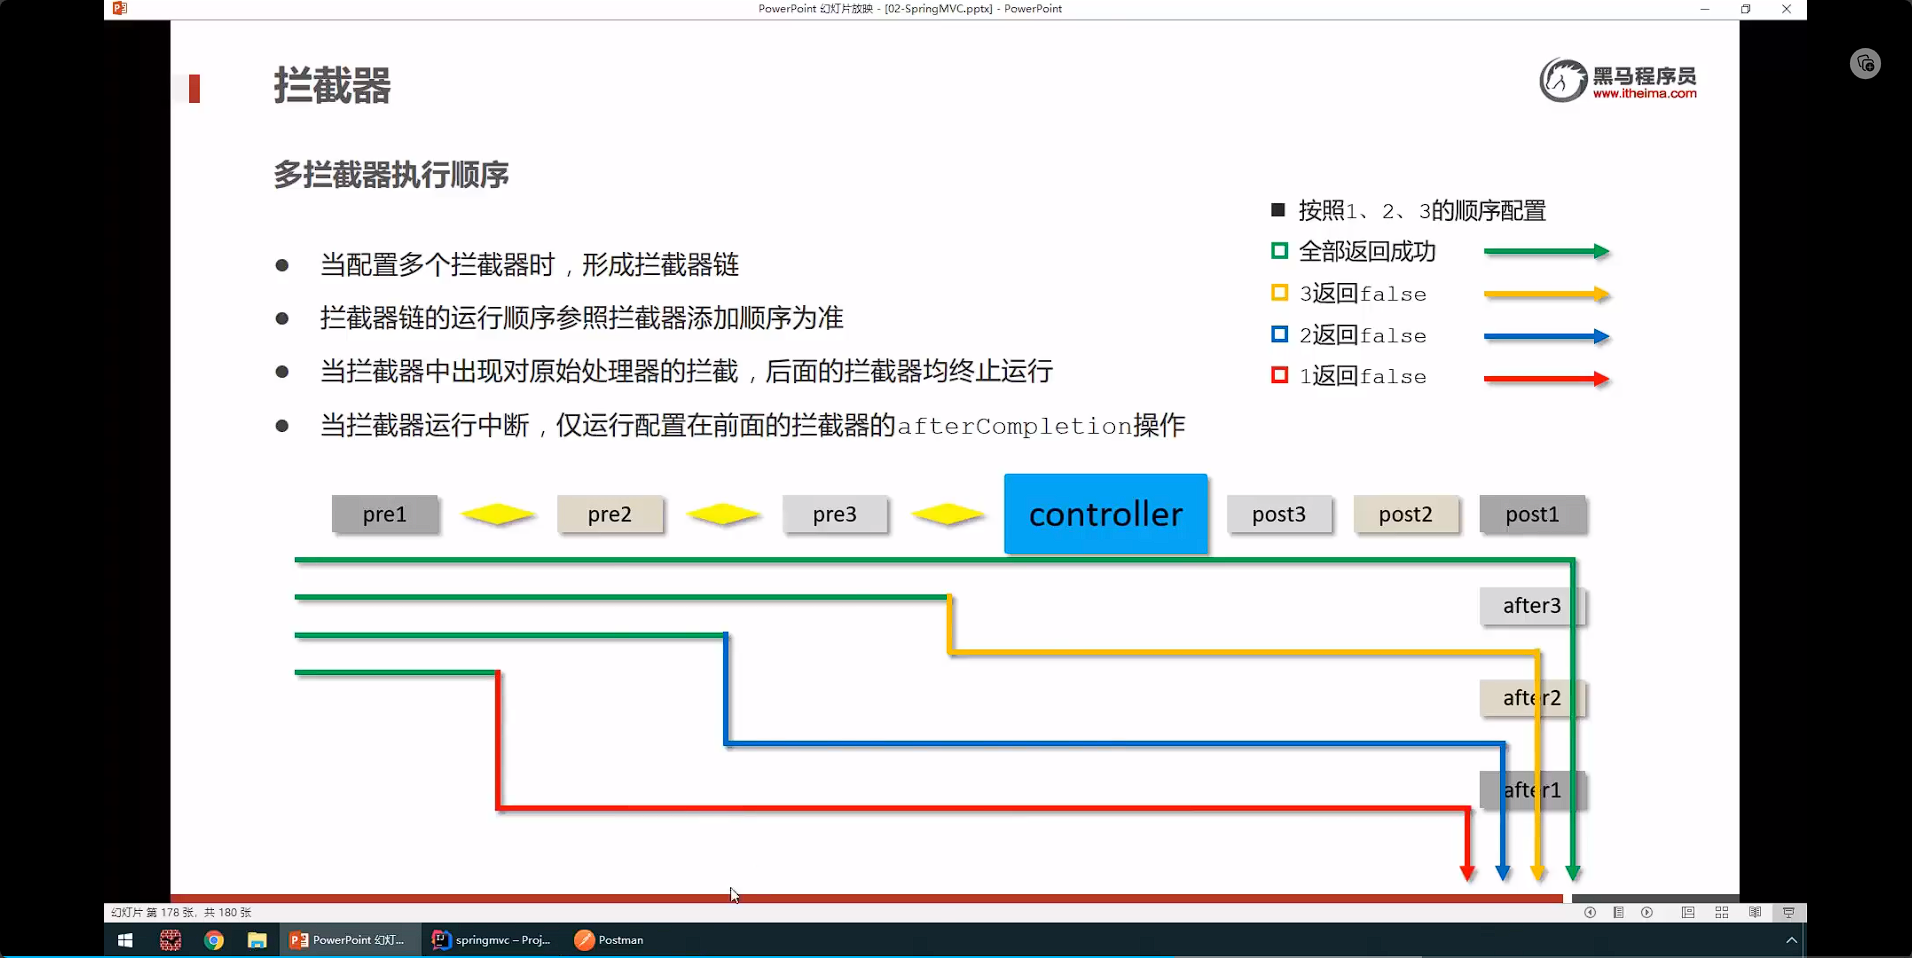 PowerPoint 幻灯片放映 - [02-SpringMVC.pptx] - PowerPoint
拦截器
黑马程序员
www.itheima.com
多拦截器执行顺序
当配置多个拦截器时，形成拦截器链
拦截器链的运行顺序参照拦截器添加顺序为准
当拦截器中出现对原始处理器的拦截，后面的拦截器均终止运行
当拦截器运行中断，仅运行配置在前面的拦截器的afterCompletion操作
按照1、2、3的顺序配置
全部返回成功
3返回false
2返回false
1返回false
pre1
pre2
pre3
controller
post3
post2
post1
after3
after2
after1
幻灯片 第 178 张，共 180 张
PowerPoint 幻灯...
springmvc – Proj...
Postman